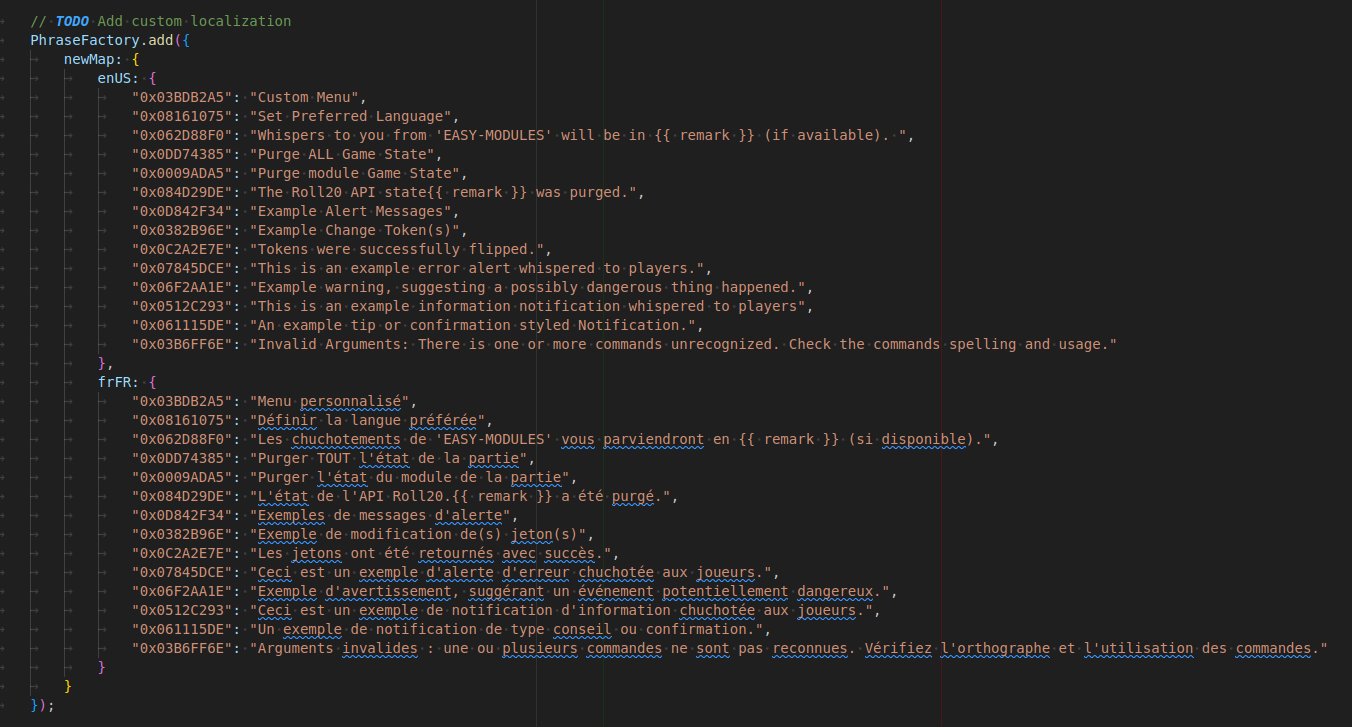 // TODO Add custom localization
PhraseFactory.add({
newMap: {
enUS: {
"0x03BDB2A5": "Custom Menu",
"0x08161075": "Set Preferred Language",
"0x062D88F0": "Whispers to you from 'EASY-MODULES' will be in {{ remark }} (if available). ",
"0x0DD74385": "Purge ALL Game State",
"0x0009ADA5": "Purge module Game State",
"0x084D29DE": "The Roll20 API state{{ remark }} was purged.",
"0x0D842F34": "Example Alert Messages",
"0x0382B96E": "Example Change Token(s)",
"0x0C2A2E7E": "Tokens were successfully flipped.",
"0x07845DCE": "This is an example error alert whispered to players.",
"0x06F2AA1E": "Example warning, suggesting a possibly dangerous thing happened.",
"0x0512C293": "This is an example information notification whispered to players",
"0x061115DE": "An example tip or confirmation styled Notification.",
"0x03B6FF6E": "Invalid Arguments: There is one or more commands unrecognized. Check the commands spelling and usage."
},
frFR: {
"0x03BDB2A5": "Menu personnalisé",
"0x08161075": "Définir la langue préférée",
"0x062D88F0": "Les chuchotements de 'EASY-MODULES' vous parviendront en {{ remark }} (si disponible).",
"0x0DD74385": "Purger TOUT l'état de la partie",
"0x0009ADA5": "Purger l'état du module de la partie",
"0x084D29DE": "L'état de l'API Roll20.{{ remark }} a été purgé.",
"0x0D842F34": "Exemples de messages d'alerte",
"0x0382B96E": "Exemple de modification de(s) jeton(s)",
"0x0C2A2E7E": "Les jetons ont été retournés avec succès.",
"0x07845DCE": "Ceci est un exemple d'alerte d'erreur chuchotée aux joueurs.",
"0x06F2AA1E": "Exemple d'avertissement, suggérant un événement potentiellement dangereux.",
"0x0512C293": "Ceci est un exemple de notification d'information chuchotée aux joueurs.",
"0x061115DE": "Un exemple de notification de type conseil ou confirmation.",
"0x03B6FF6E": "Arguments invalides : une ou plusieurs commandes ne sont pas reconnues. Vérifiez l'orthographe et l'utilisation des commandes."
}
}
});